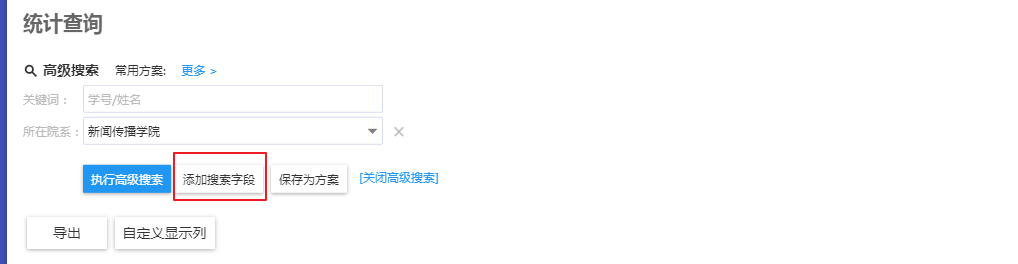 统计查询
高级搜索 常用方案: 更多 >
关键词： 学号/姓名
所在院系： 新闻传播学院
执行高级搜索 添加搜索字段 保存为方案 [关闭高级搜索]
导出 自定义显示列